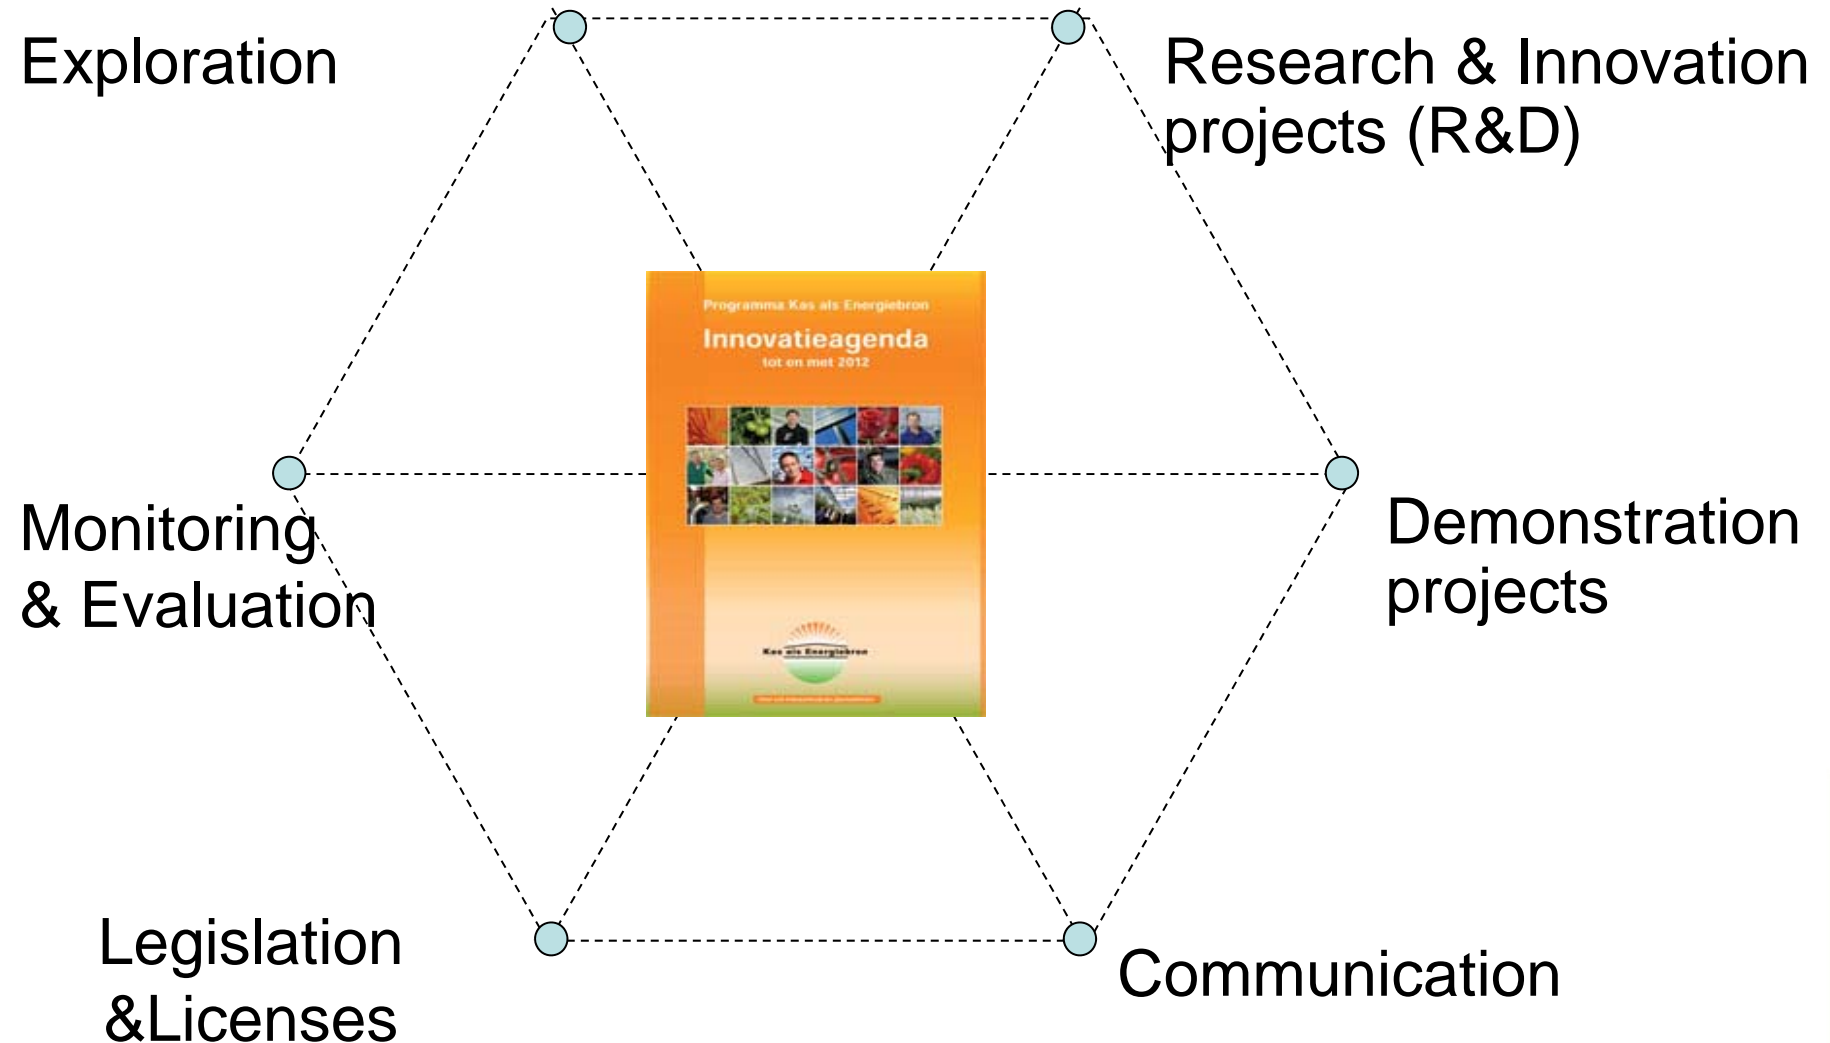 Exploration
Research & Innovation
projects (R&D)
Programma Kas als Energiebron
Innovatieagenda
tot en met 2012
Monitoring
& Evaluation
Demonstration
projects
Kas als Energiebron
Legislation
&Licenses
Communication